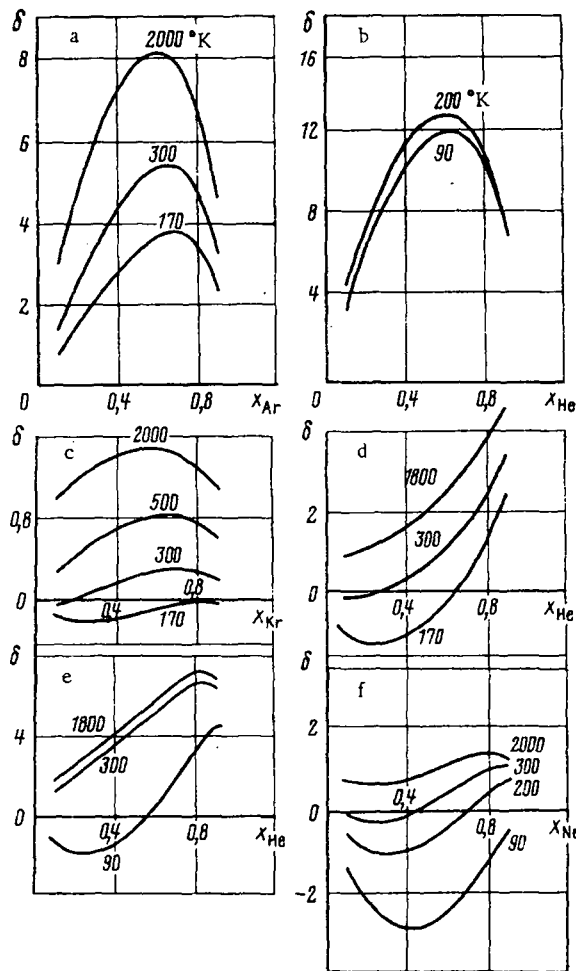 δ a 2000 °K
8
6
300
4
170
2
0 0,4 0,8 x_Ar
δ b
16
200 °K
12
90
8
4
0 0,4 0,8 x_He
δ c 2000
0,8
500
300
0 0,4 0,8 x_Kr
170
δ d
1800
2
300
0 0,4 0,8 x_He
-2 170
δ e
1800
4
300
0 0,4 0,8 x_He
90
δ f
2
2000
300
0,4 200
0 0,8 x_Ne
90
-2